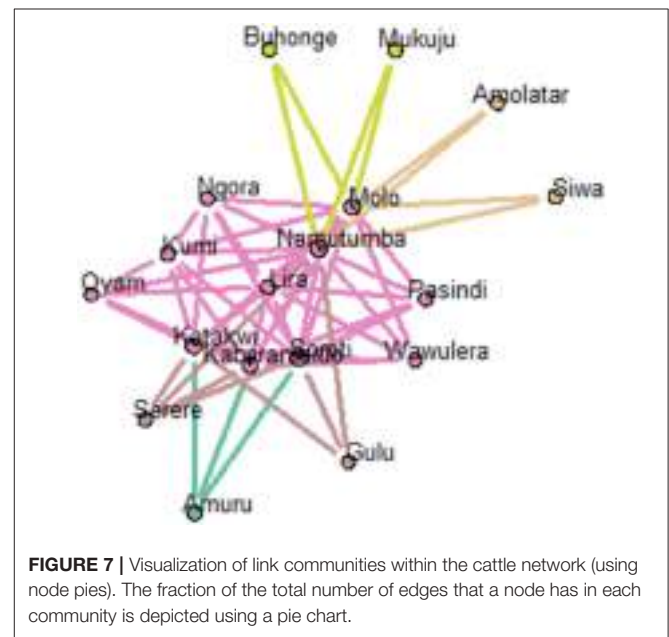 Buhonge
Mukuju
Amolatar
Ngora
Molo
Siwa
Kumi
Namutumba
Oyam
Lira
Pasindi
Katakwi
Soroti
Wawulera
Serere
Gulu
Amuru
FIGURE 7 | Visualization of link communities within the cattle network (using
node pies). The fraction of the total number of edges that a node has in each
community is depicted using a pie chart.